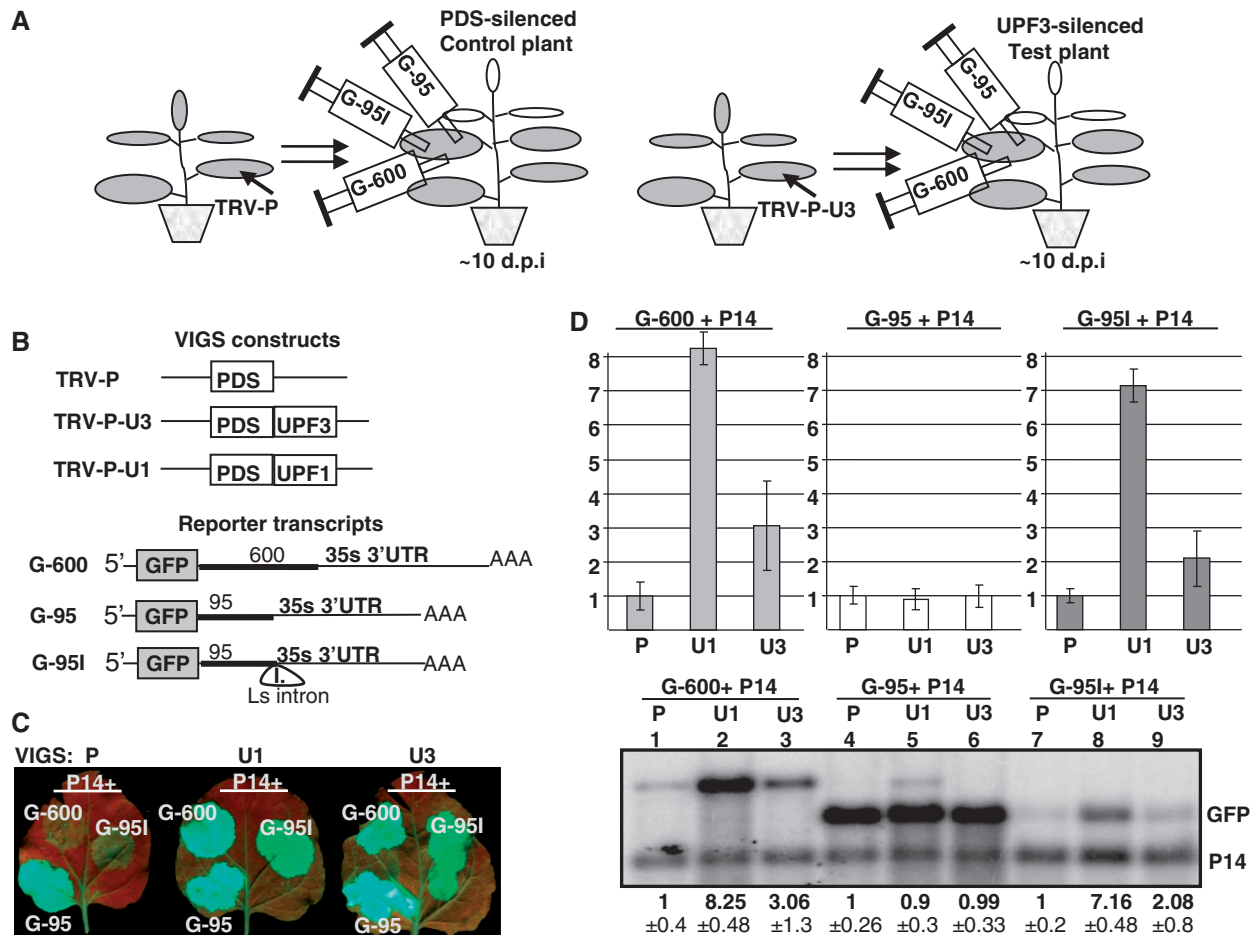 A
PDS-silenced
Control plant
G-95
G-95I
G-600
TRV-P
~10 d.p.i
UPF3-silenced
Test plant
G-95
G-95I
G-600
TRV-P-U3
~10 d.p.i
B
VIGS constructs
TRV-P PDS
TRV-P-U3 PDS UPF3
TRV-P-U1 PDS UPF1
Reporter transcripts
G-600 5’ GFP 600 35s 3’UTR AAA
G-95 5’ GFP 95 35s 3’UTR AAA
G-95I 5’ GFP 95 35s 3’UTR AAA
I.
Ls intron
C
VIGS: P U1 U3
P14+ P14+ P14+
G-600 G-95I G-95
G-600 G-95I G-95
G-600 G-95I G-95
D
G-600 + P14 G-95 + P14 G-95I + P14
8 8 8
7 7 7
6 6 6
5 5 5
4 4 4
3 3 3
2 2 2
1 1 1
P U1 U3 P U1 U3 P U1 U3
G-600+ P14 G-95+ P14 G-95I+ P14
P U1 U3 P U1 U3 P U1 U3
1 2 3 4 5 6 7 8 9
GFP
P14
1 8.25 3.06 1 0.9 0.99 1 7.16 2.08
±0.4 ±0.48 ±1.3 ±0.26 ±0.3 ±0.33 ±0.2 ±0.48 ±0.8